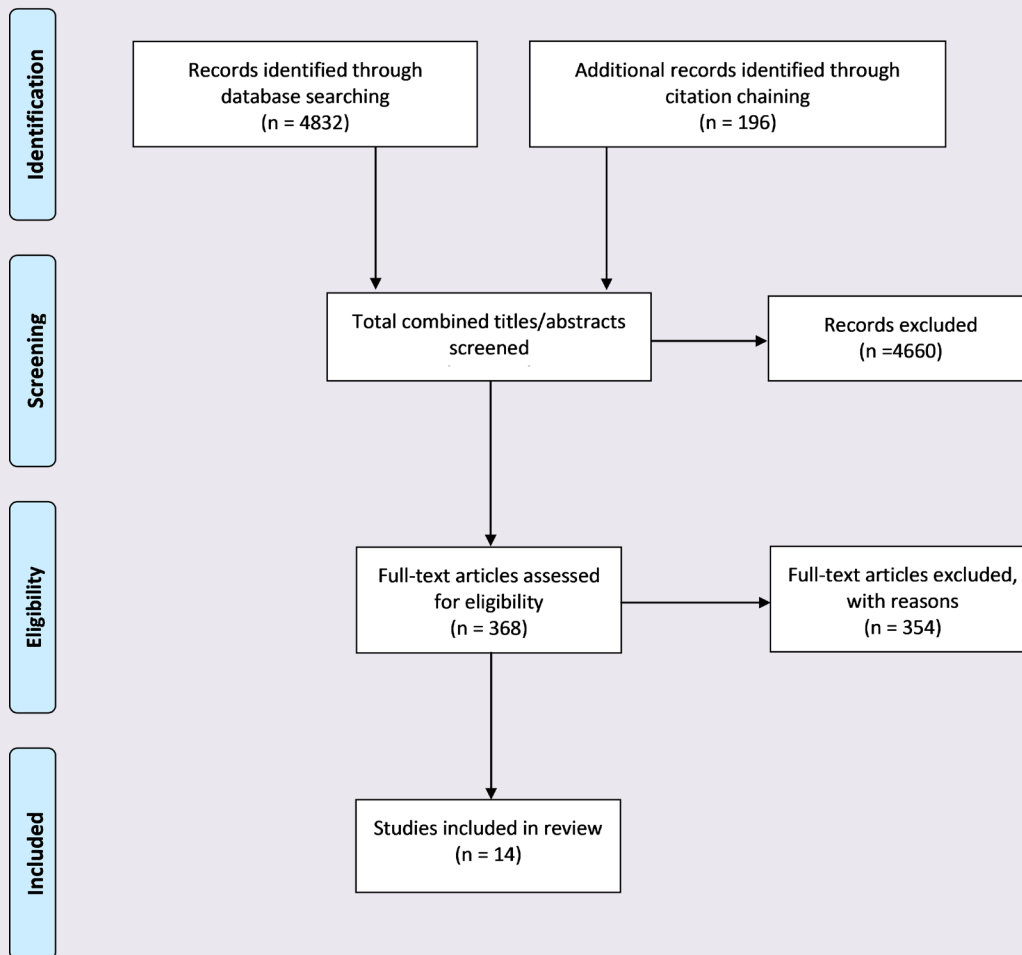 Identification
Records identified through
database searching
(n = 4832)
Additional records identified through
citation chaining
(n = 196)
Screening
Total combined titles/abstracts
screened
Records excluded
(n =4660)
Eligibility
Full-text articles assessed
for eligibility
(n = 368)
Full-text articles excluded,
with reasons
(n = 354)
Included
Studies included in review
(n = 14)